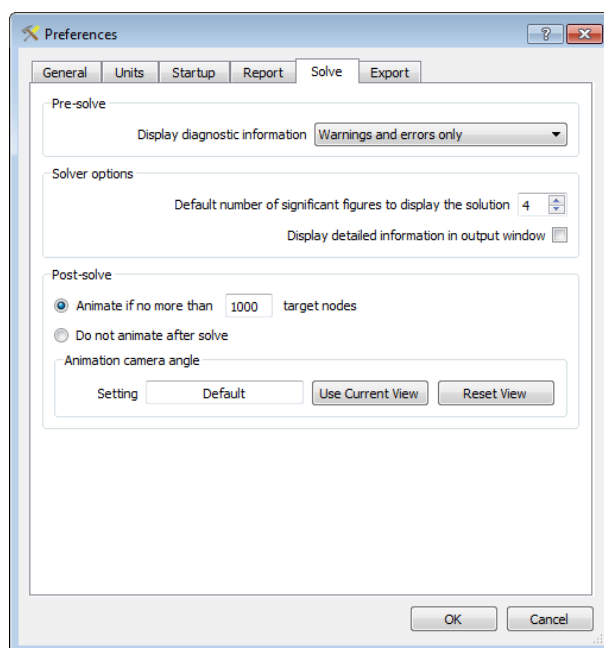 Preferences
General Units Startup Report Solve Export
Pre-solve
Display diagnostic information Warnings and errors only
Solver options
Default number of significant figures to display the solution 4
Display detailed information in output window
Post-solve
Animate if no more than 1000 target nodes
Do not animate after solve
Animation camera angle
Setting Default Use Current View Reset View
OK Cancel